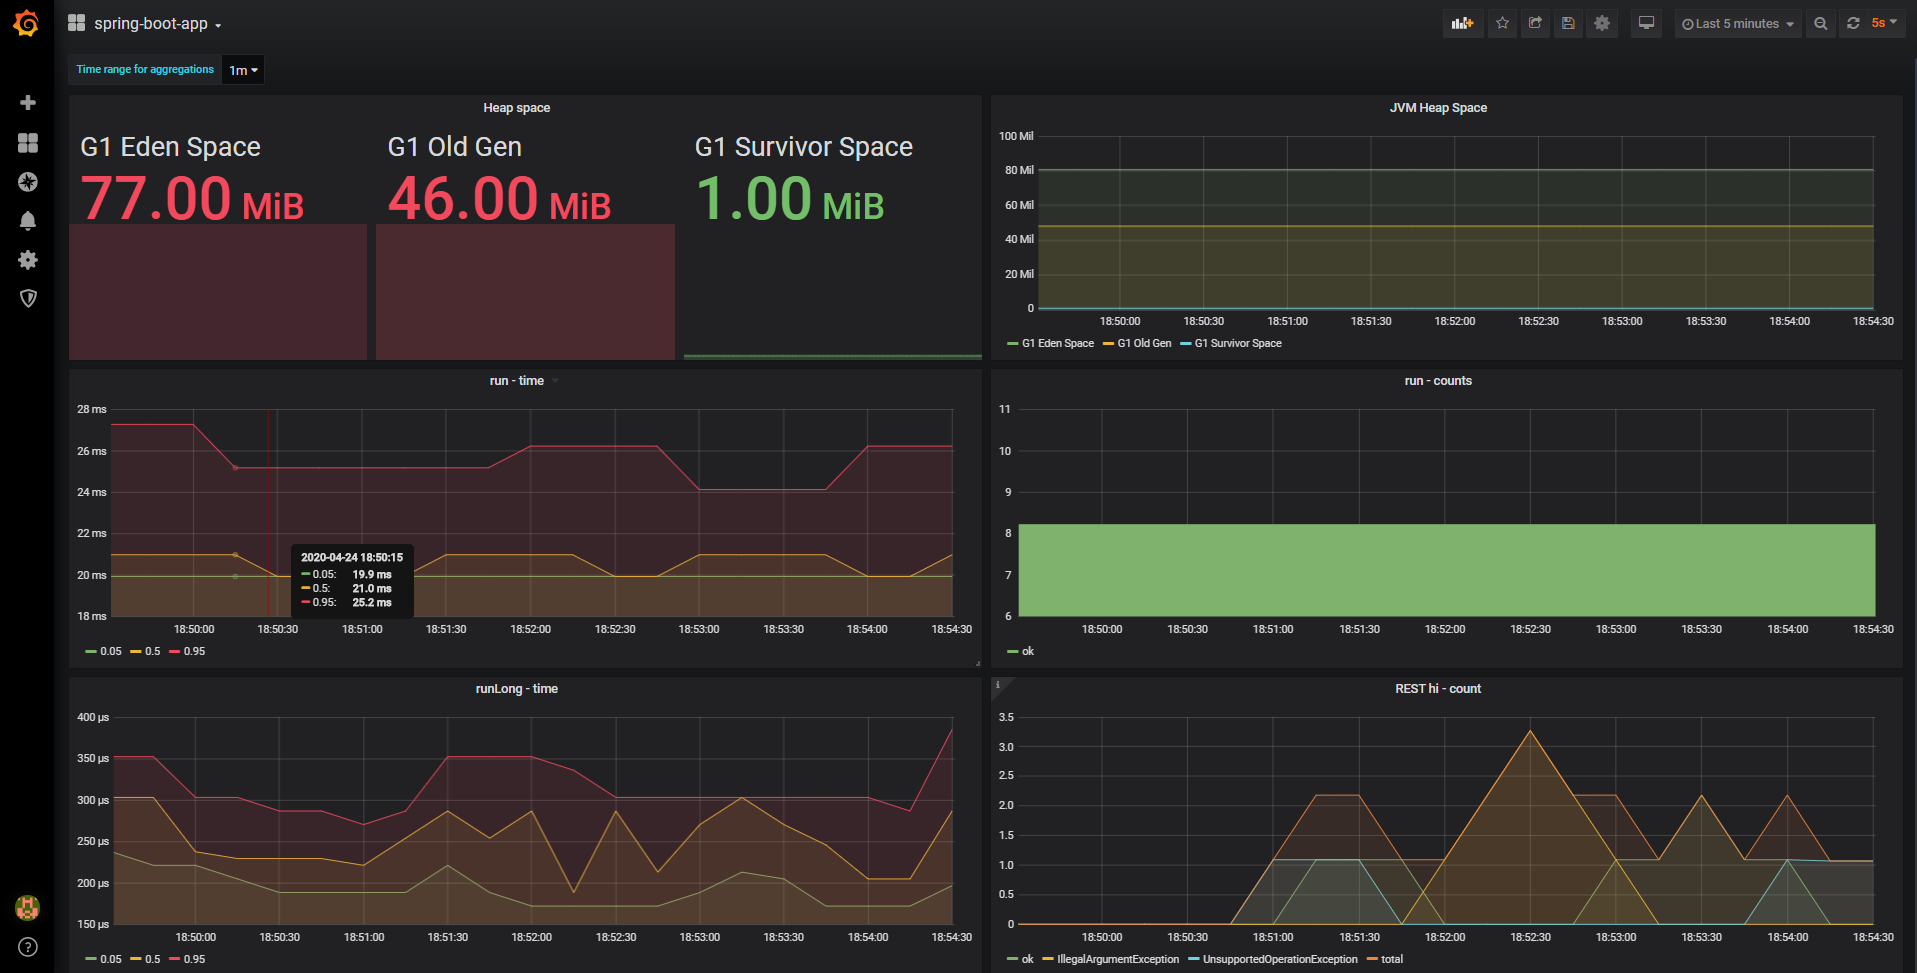 spring-boot-app
Last 5 minutes
5s
Time range for aggregations 1m
Heap space
G1 Eden Space
77.00 MiB
G1 Old Gen
46.00 MiB
G1 Survivor Space
1.00 MiB
JVM Heap Space
100 Mil
80 Mil
60 Mil
40 Mil
20 Mil
0
18:50:00 18:50:30 18:51:00 18:51:30 18:52:00 18:52:30 18:53:00 18:53:30 18:54:00 18:54:30
G1 Eden Space G1 Old Gen G1 Survivor Space
run - time
28 ms
26 ms
24 ms
22 ms
20 ms
18 ms
2020-04-24 18:50:15
0.05: 19.9 ms
0.5: 21.0 ms
0.95: 25.2 ms
18:50:00 18:50:30 18:51:00 18:51:30 18:52:00 18:52:30 18:53:00 18:53:30 18:54:00 18:54:30
0.05 0.5 0.95
run - counts
11
10
9
8
7
6
18:50:00 18:50:30 18:51:00 18:51:30 18:52:00 18:52:30 18:53:00 18:53:30 18:54:00 18:54:30
ok
runLong - time
400 µs
350 µs
300 µs
250 µs
200 µs
150 µs
18:50:00 18:50:30 18:51:00 18:51:30 18:52:00 18:52:30 18:53:00 18:53:30 18:54:00 18:54:30
0.05 0.5 0.95
i
REST hi - count
3.5
3.0
2.5
2.0
1.5
1.0
0.5
0
18:50:00 18:50:30 18:51:00 18:51:30 18:52:00 18:52:30 18:53:00 18:53:30 18:54:00 18:54:30
ok IllegalArgumentException UnsupportedOperationException total
?